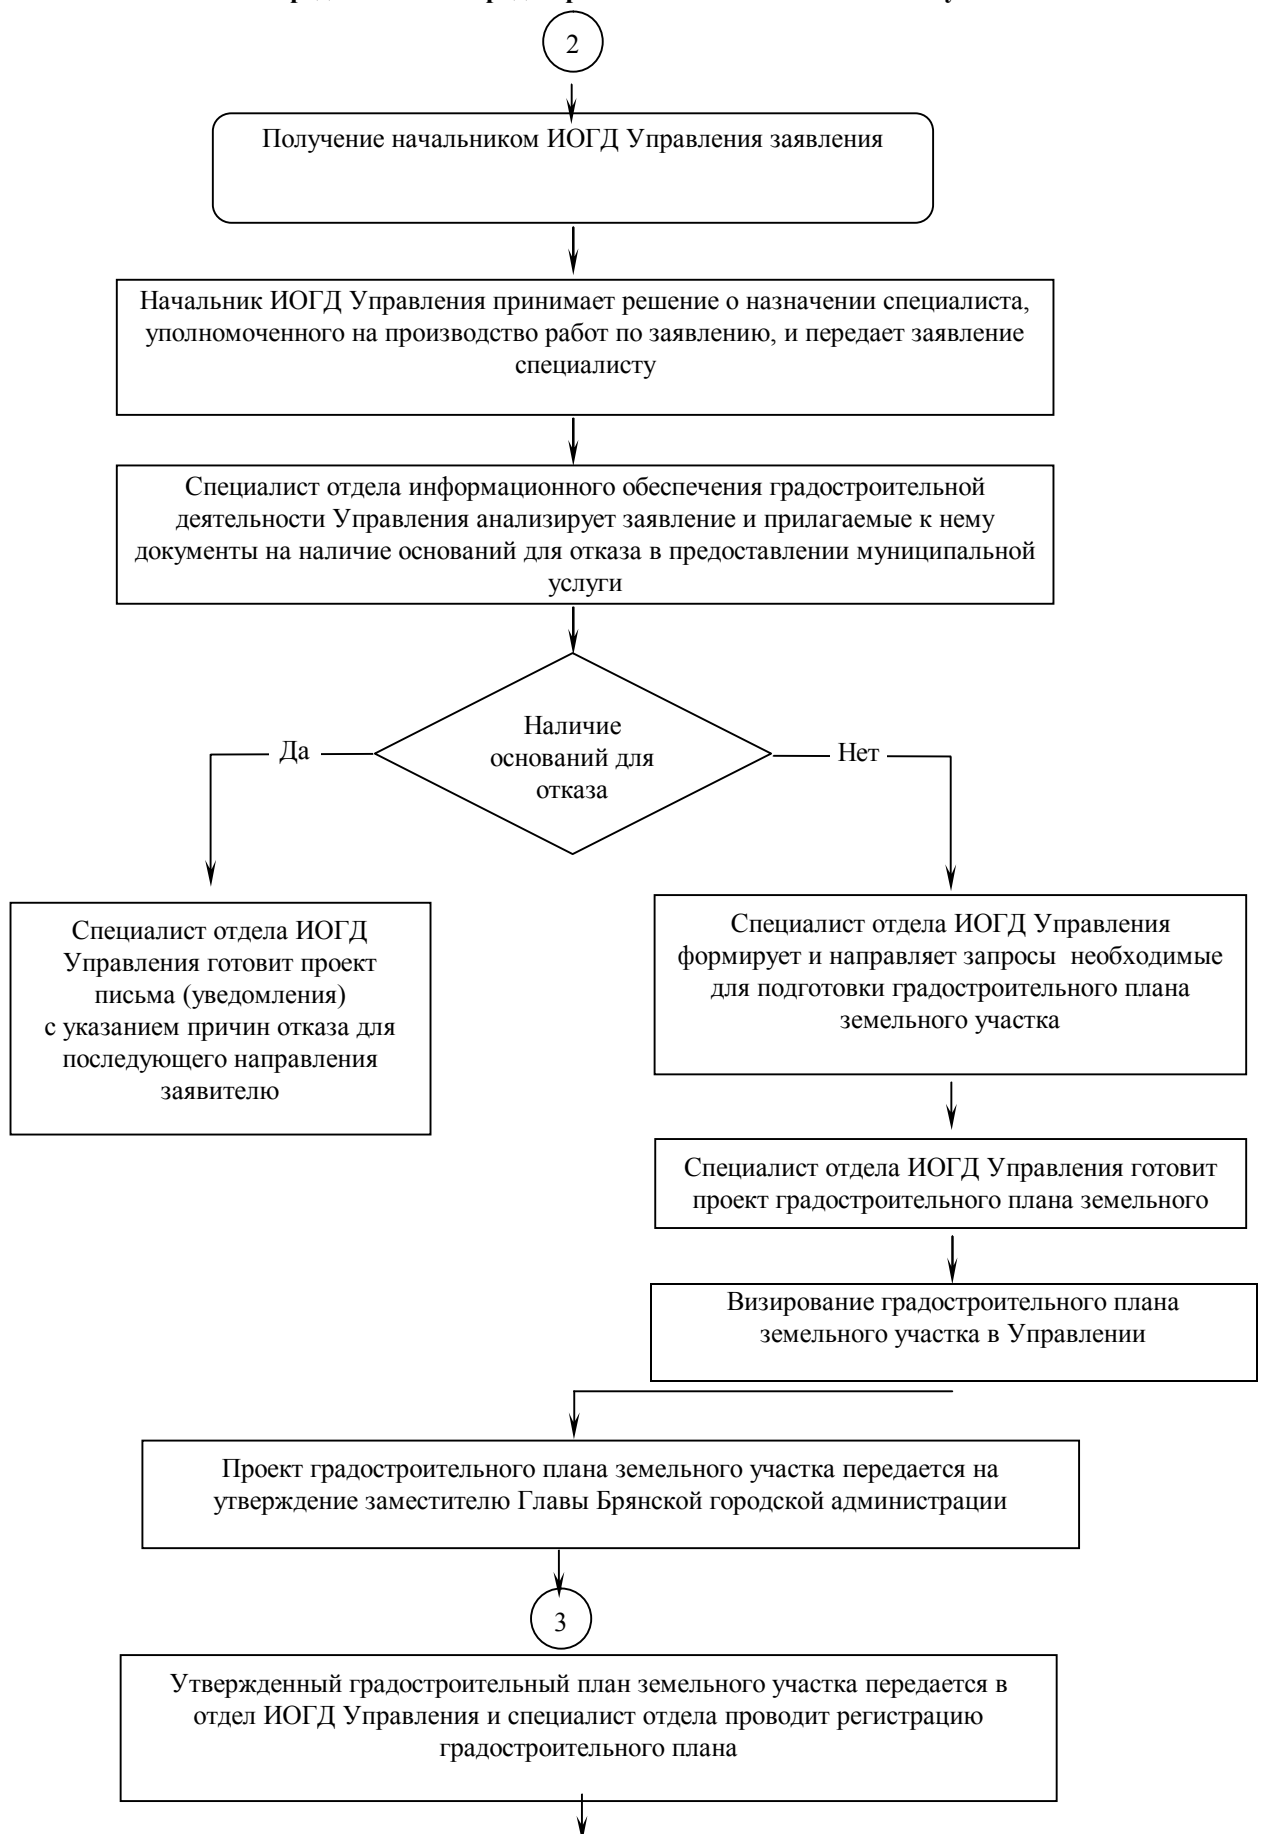 2
Получение начальником ИОГД Управления заявления
Начальник ИОГД Управления принимает решение о назначении специалиста,
уполномоченного на производство работ по заявлению, и передает заявление
специалисту
Специалист отдела информационного обеспечения градостроительной
деятельности Управления анализирует заявление и прилагаемые к нему
документы на наличие оснований для отказа в предоставлении муниципальной
услуги
Наличие
оснований для
отказа
Да
Нет
Специалист отдела ИОГД
Управления готовит проект
письма (уведомления)
с указанием причин отказа для
последующего направления
заявителю
Специалист отдела ИОГД Управления
формирует и направляет запросы  необходимые
для подготовки градостроительного плана
земельного участка
Специалист отдела ИОГД Управления готовит
проект градостроительного плана земельного
Визирование градостроительного плана
земельного участка в Управлении
Проект градостроительного плана земельного участка передается на
утверждение заместителю Главы Брянской городской администрации
3
Утвержденный градостроительный план земельного участка передается в
отдел ИОГД Управления и специалист отдела проводит регистрацию
градостроительного плана